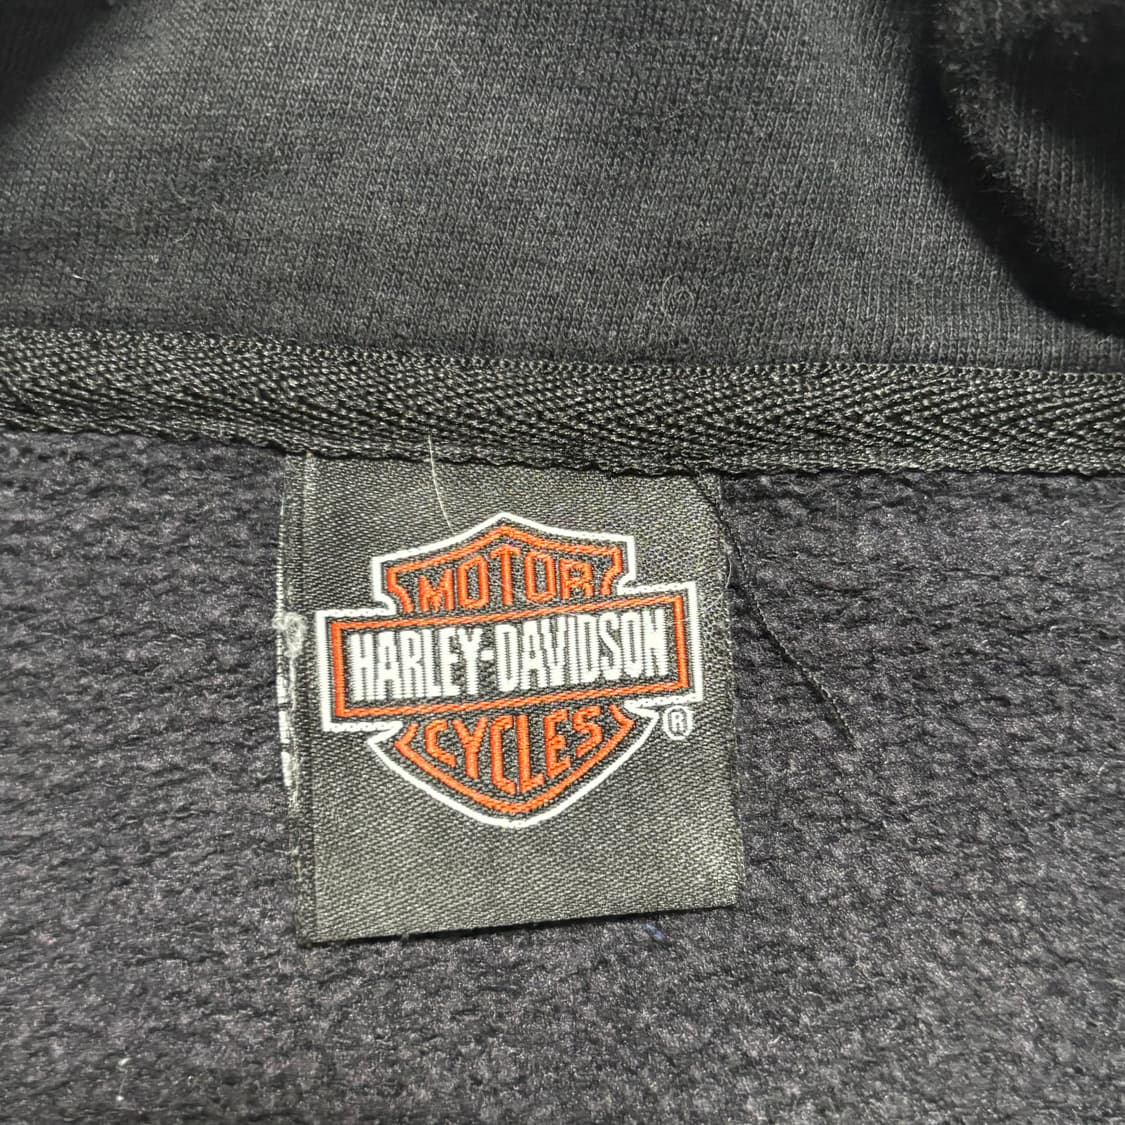 MOTOR
HARLEY-DAVIDSON
CYCLES
®